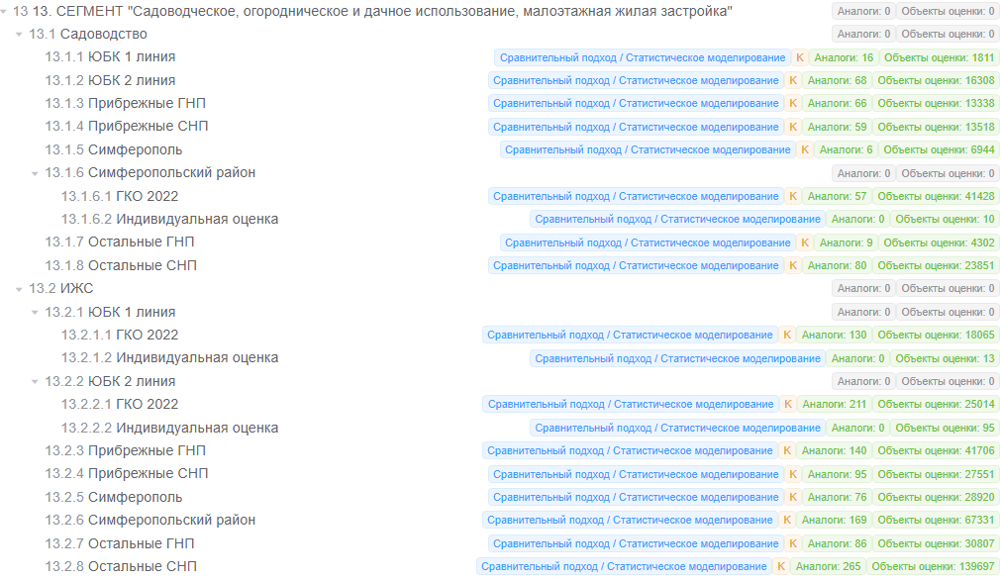 13 13. СЕГМЕНТ "Садоводческое, огородническое и дачное использование, малоэтажная жилая застройка" Аналоги: 0 Объекты оценки: 0
13.1 Садоводство Аналоги: 0 Объекты оценки: 0
13.1.1 ЮБК 1 линия Сравнительный подход / Статистическое моделирование К Аналоги: 16 Объекты оценки: 1811
13.1.2 ЮБК 2 линия Сравнительный подход / Статистическое моделирование К Аналоги: 68 Объекты оценки: 16308
13.1.3 Прибрежные ГНП Сравнительный подход / Статистическое моделирование К Аналоги: 66 Объекты оценки: 13338
13.1.4 Прибрежные СНП Сравнительный подход / Статистическое моделирование К Аналоги: 59 Объекты оценки: 13518
13.1.5 Симферополь Сравнительный подход / Статистическое моделирование К Аналоги: 6 Объекты оценки: 6944
13.1.6 Симферопольский район Аналоги: 0 Объекты оценки: 0
13.1.6.1 ГКО 2022 Сравнительный подход / Статистическое моделирование К Аналоги: 57 Объекты оценки: 41428
13.1.6.2 Индивидуальная оценка Сравнительный подход / Статистическое моделирование Аналоги: 0 Объекты оценки: 10
13.1.7 Остальные ГНП Сравнительный подход / Статистическое моделирование К Аналоги: 9 Объекты оценки: 4302
13.1.8 Остальные СНП Сравнительный подход / Статистическое моделирование К Аналоги: 80 Объекты оценки: 23851
13.2 ИЖС Аналоги: 0 Объекты оценки: 0
13.2.1 ЮБК 1 линия Аналоги: 0 Объекты оценки: 0
13.2.1.1 ГКО 2022 Сравнительный подход / Статистическое моделирование К Аналоги: 130 Объекты оценки: 18065
13.2.1.2 Индивидуальная оценка Сравнительный подход / Статистическое моделирование Аналоги: 0 Объекты оценки: 13
13.2.2 ЮБК 2 линия Аналоги: 0 Объекты оценки: 0
13.2.2.1 ГКО 2022 Сравнительный подход / Статистическое моделирование К Аналоги: 211 Объекты оценки: 25014
13.2.2.2 Индивидуальная оценка Сравнительный подход / Статистическое моделирование Аналоги: 0 Объекты оценки: 95
13.2.3 Прибрежные ГНП Сравнительный подход / Статистическое моделирование К Аналоги: 140 Объекты оценки: 41706
13.2.4 Прибрежные СНП Сравнительный подход / Статистическое моделирование К Аналоги: 95 Объекты оценки: 27551
13.2.5 Симферополь Сравнительный подход / Статистическое моделирование К Аналоги: 76 Объекты оценки: 28920
13.2.6 Симферопольский район Сравнительный подход / Статистическое моделирование К Аналоги: 169 Объекты оценки: 67331
13.2.7 Остальные ГНП Сравнительный подход / Статистическое моделирование К Аналоги: 86 Объекты оценки: 30807
13.2.8 Остальные СНП Сравнительный подход / Статистическое моделирование К Аналоги: 265 Объекты оценки: 139697